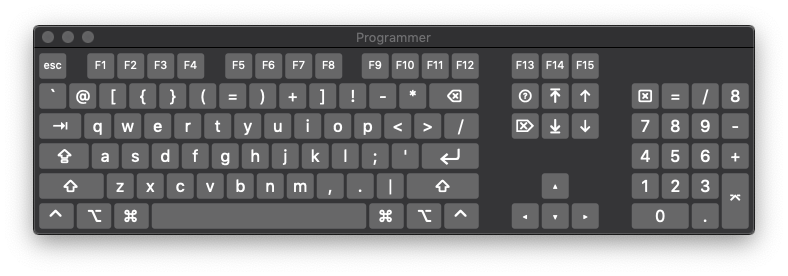 Programmer
esc F1 F2 F3 F4 F5 F6 F7 F8 F9 F10 F11 F12 F13 F14 F15
` @ [ { } ( = ) + ] ! - * ⌫ ? ⤒ ↑ ⌧ = / 8
⇥ q w e r t y u i o p < > / ⌦ ⤓ ↓ 7 8 9 -
⇪ a s d f g h j k l ; ' ↵ 4 5 6 +
⇧ z x c v b n m , . | ⇧ ▴ 1 2 3 ⌤
⌃ ⌥ ⌘ ⌘ ⌥ ⌃ ◂ ▾ ▸ 0 .